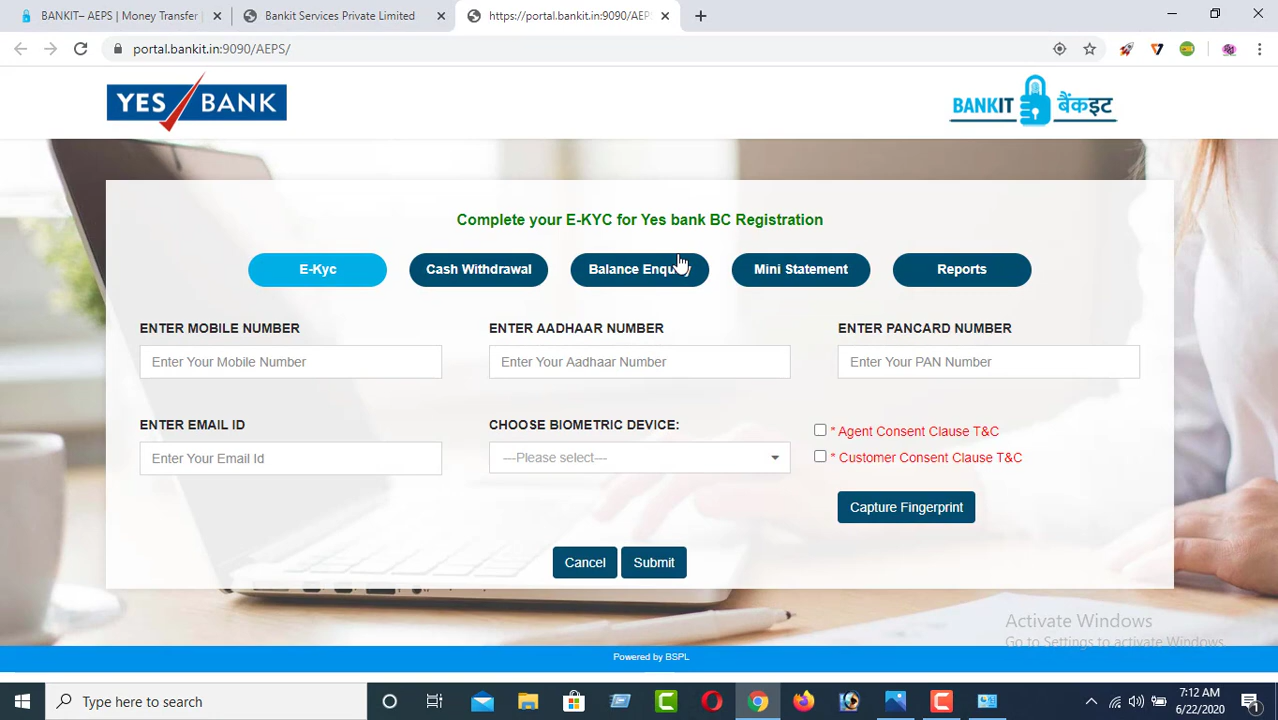 BANKIT– AEPS | Money Transfer |
Bankit Services Private Limited
https://portal.bankit.in:9090/AEP
portal.bankit.in:9090/AEPS/
YES BANK
BANKIT बैंकइट
Complete your E-KYC for Yes bank BC Registration
E-Kyc
Cash Withdrawal
Balance Enquiry
Mini Statement
Reports
ENTER MOBILE NUMBER
ENTER AADHAAR NUMBER
ENTER PANCARD NUMBER
Enter Your Mobile Number
Enter Your Aadhaar Number
Enter Your PAN Number
ENTER EMAIL ID
CHOOSE BIOMETRIC DEVICE:
* Agent Consent Clause T&C
Enter Your Email Id
---Please select---
* Customer Consent Clause T&C
Capture Fingerprint
Cancel
Submit
Activate Windows
Go to Settings to activate Windows.
Powered by BSPL
Type here to search
7:12 AM
6/22/2020
1